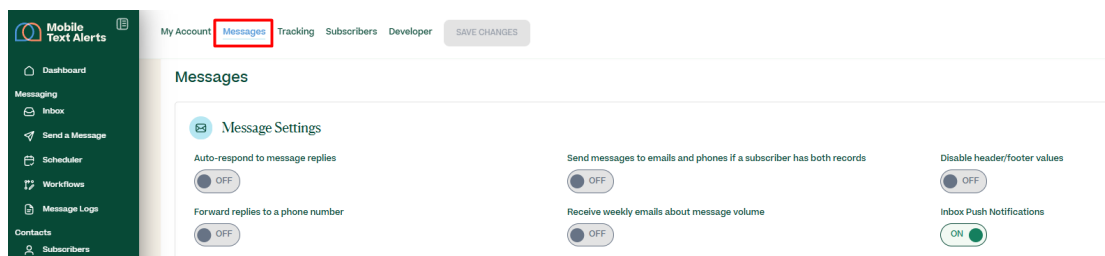 Mobile
Text Alerts
My Account Messages Tracking Subscribers Developer SAVE CHANGES
Dashboard
Messaging
Inbox
Send a Message
Scheduler
Workflows
Message Logs
Contacts
Subscribers
Messages
Message Settings
Auto-respond to message replies
OFF
Send messages to emails and phones if a subscriber has both records
OFF
Disable header/footer values
OFF
Forward replies to a phone number
OFF
Receive weekly emails about message volume
OFF
Inbox Push Notifications
ON